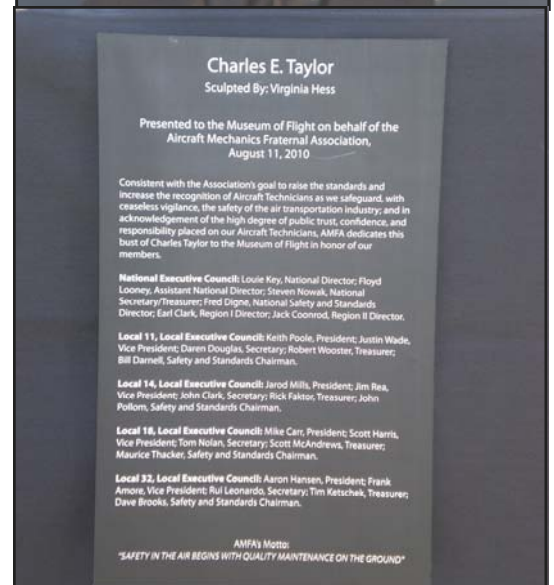 Charles E. Taylor
Sculpted By: Virginia Hess
Presented to the Museum of Flight on behalf of the
Aircraft Mechanics Fraternal Association,
August 11, 2010
Consistent with the Association's goal to raise the standards and
increase the recognition of Aircraft Technicians as we safeguard, with
ceaseless vigilance, the safety of the air transportation industry; and in
acknowledgement of the high degree of public trust, confidence, and
responsibility placed on our Aircraft Technicians, AMFA dedicates this
bust of Charles Taylor to the Museum of Flight in honor of our
members.
National Executive Council: Louie Key, National Director; Floyd
Looney, Assistant National Director; Steven Nowak, National
Secretary/Treasurer; Fred Digne, National Safety and Standards
Director; Earl Clark, Region I Director; Jack Coonrod, Region II Director.
Local 11, Local Executive Council: Keith Poole, President; Justin Wade,
Vice President; Daren Douglas, Secretary; Robert Wooster, Treasurer;
Bill Darnell, Safety and Standards Chairman.
Local 14, Local Executive Council: Jarod Mills, President; Jim Rea,
Vice President; John Clark, Secretary; Rick Faktor, Treasurer; John
Pollom, Safety and Standards Chairman.
Local 18, Local Executive Council: Mike Carr, President; Scott Harris,
Vice President; Tom Nolan, Secretary; Scott McAndrews, Treasurer;
Maurice Thacker, Safety and Standards Chairman.
Local 32, Local Executive Council: Aaron Hansen, President; Frank
Amore, Vice President; Rui Leonardo, Secretary; Tim Ketschek, Treasurer;
Dave Brooks, Safety and Standards Chairman.
AMFA's Motto:
"SAFETY IN THE AIR BEGINS WITH QUALITY MAINTENANCE ON THE GROUND"